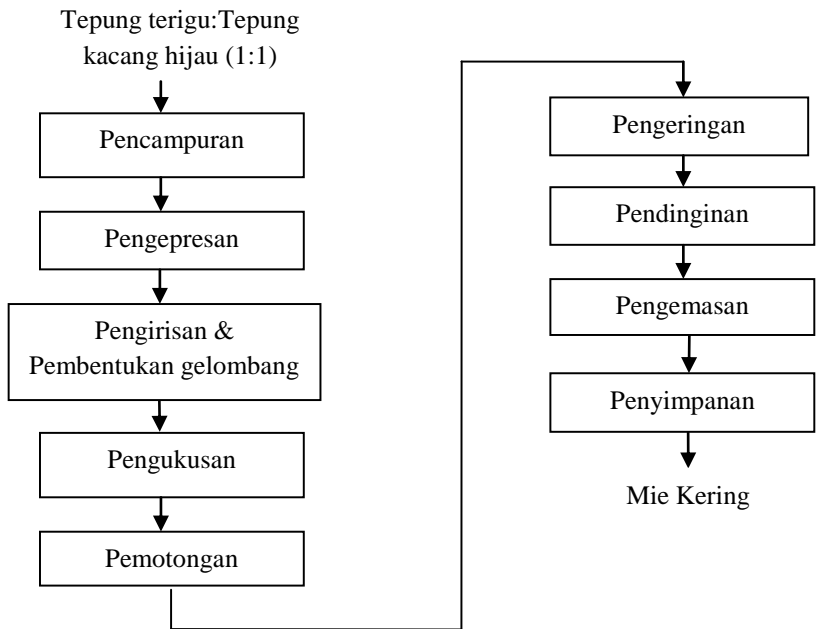 Tepung terigu:Tepung
kacang hijau (1:1)
Pencampuran
Pengepresan
Pengirisan &
Pembentukan gelombang
Pengukusan
Pemotongan
Pengeringan
Pendinginan
Pengemasan
Penyimpanan
Mie Kering